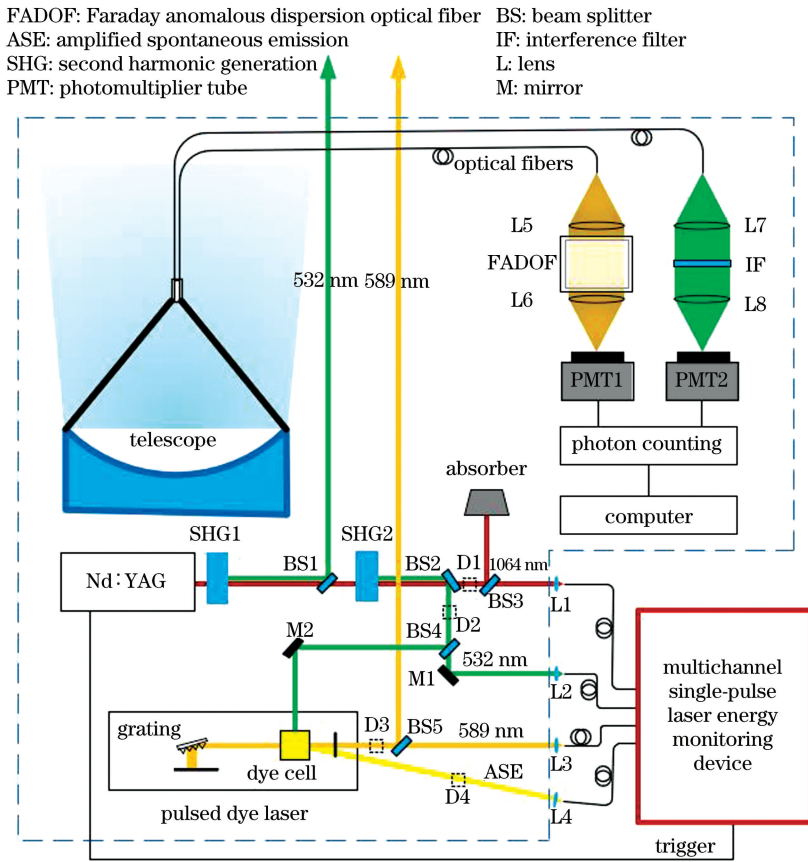 FADOF: Faraday anomalous dispersion optical fiber
ASE: amplified spontaneous emission
SHG: second harmonic generation
PMT: photomultiplier tube
BS: beam splitter
IF: interference filter
L: lens
M: mirror
optical fibers
L5
FADOF
L6
L7
IF
L8
532 nm
589 nm
PMT1
PMT2
telescope
photon counting
computer
absorber
SHG1
SHG2
Nd:YAG
BS1
BS2
D1
1064 nm
BS3
L1
D2
M2
BS4
M1
532 nm
L2
multichannel
single-pulse
laser energy
monitoring
device
grating
D3
BS5
589 nm
L3
dye cell
ASE
D4
L4
pulsed dye laser
trigger